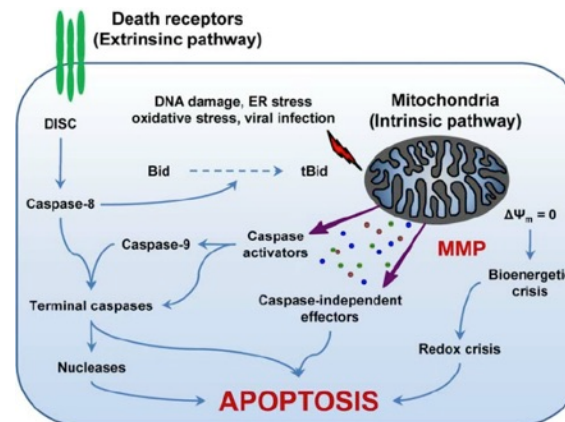 Death receptors
(Extrinsinc pathway)
DNA damage, ER stress
oxidative stress, viral infection
Mitochondria
(Intrinsic pathway)
DISC
Bid
tBid
Caspase-8
ΔΨm = 0
Caspase-9
Caspase
activators
MMP
Bioenergetic
crisis
Terminal caspases
Caspase-independent
effectors
Redox crisis
Nucleases
APOPTOSIS